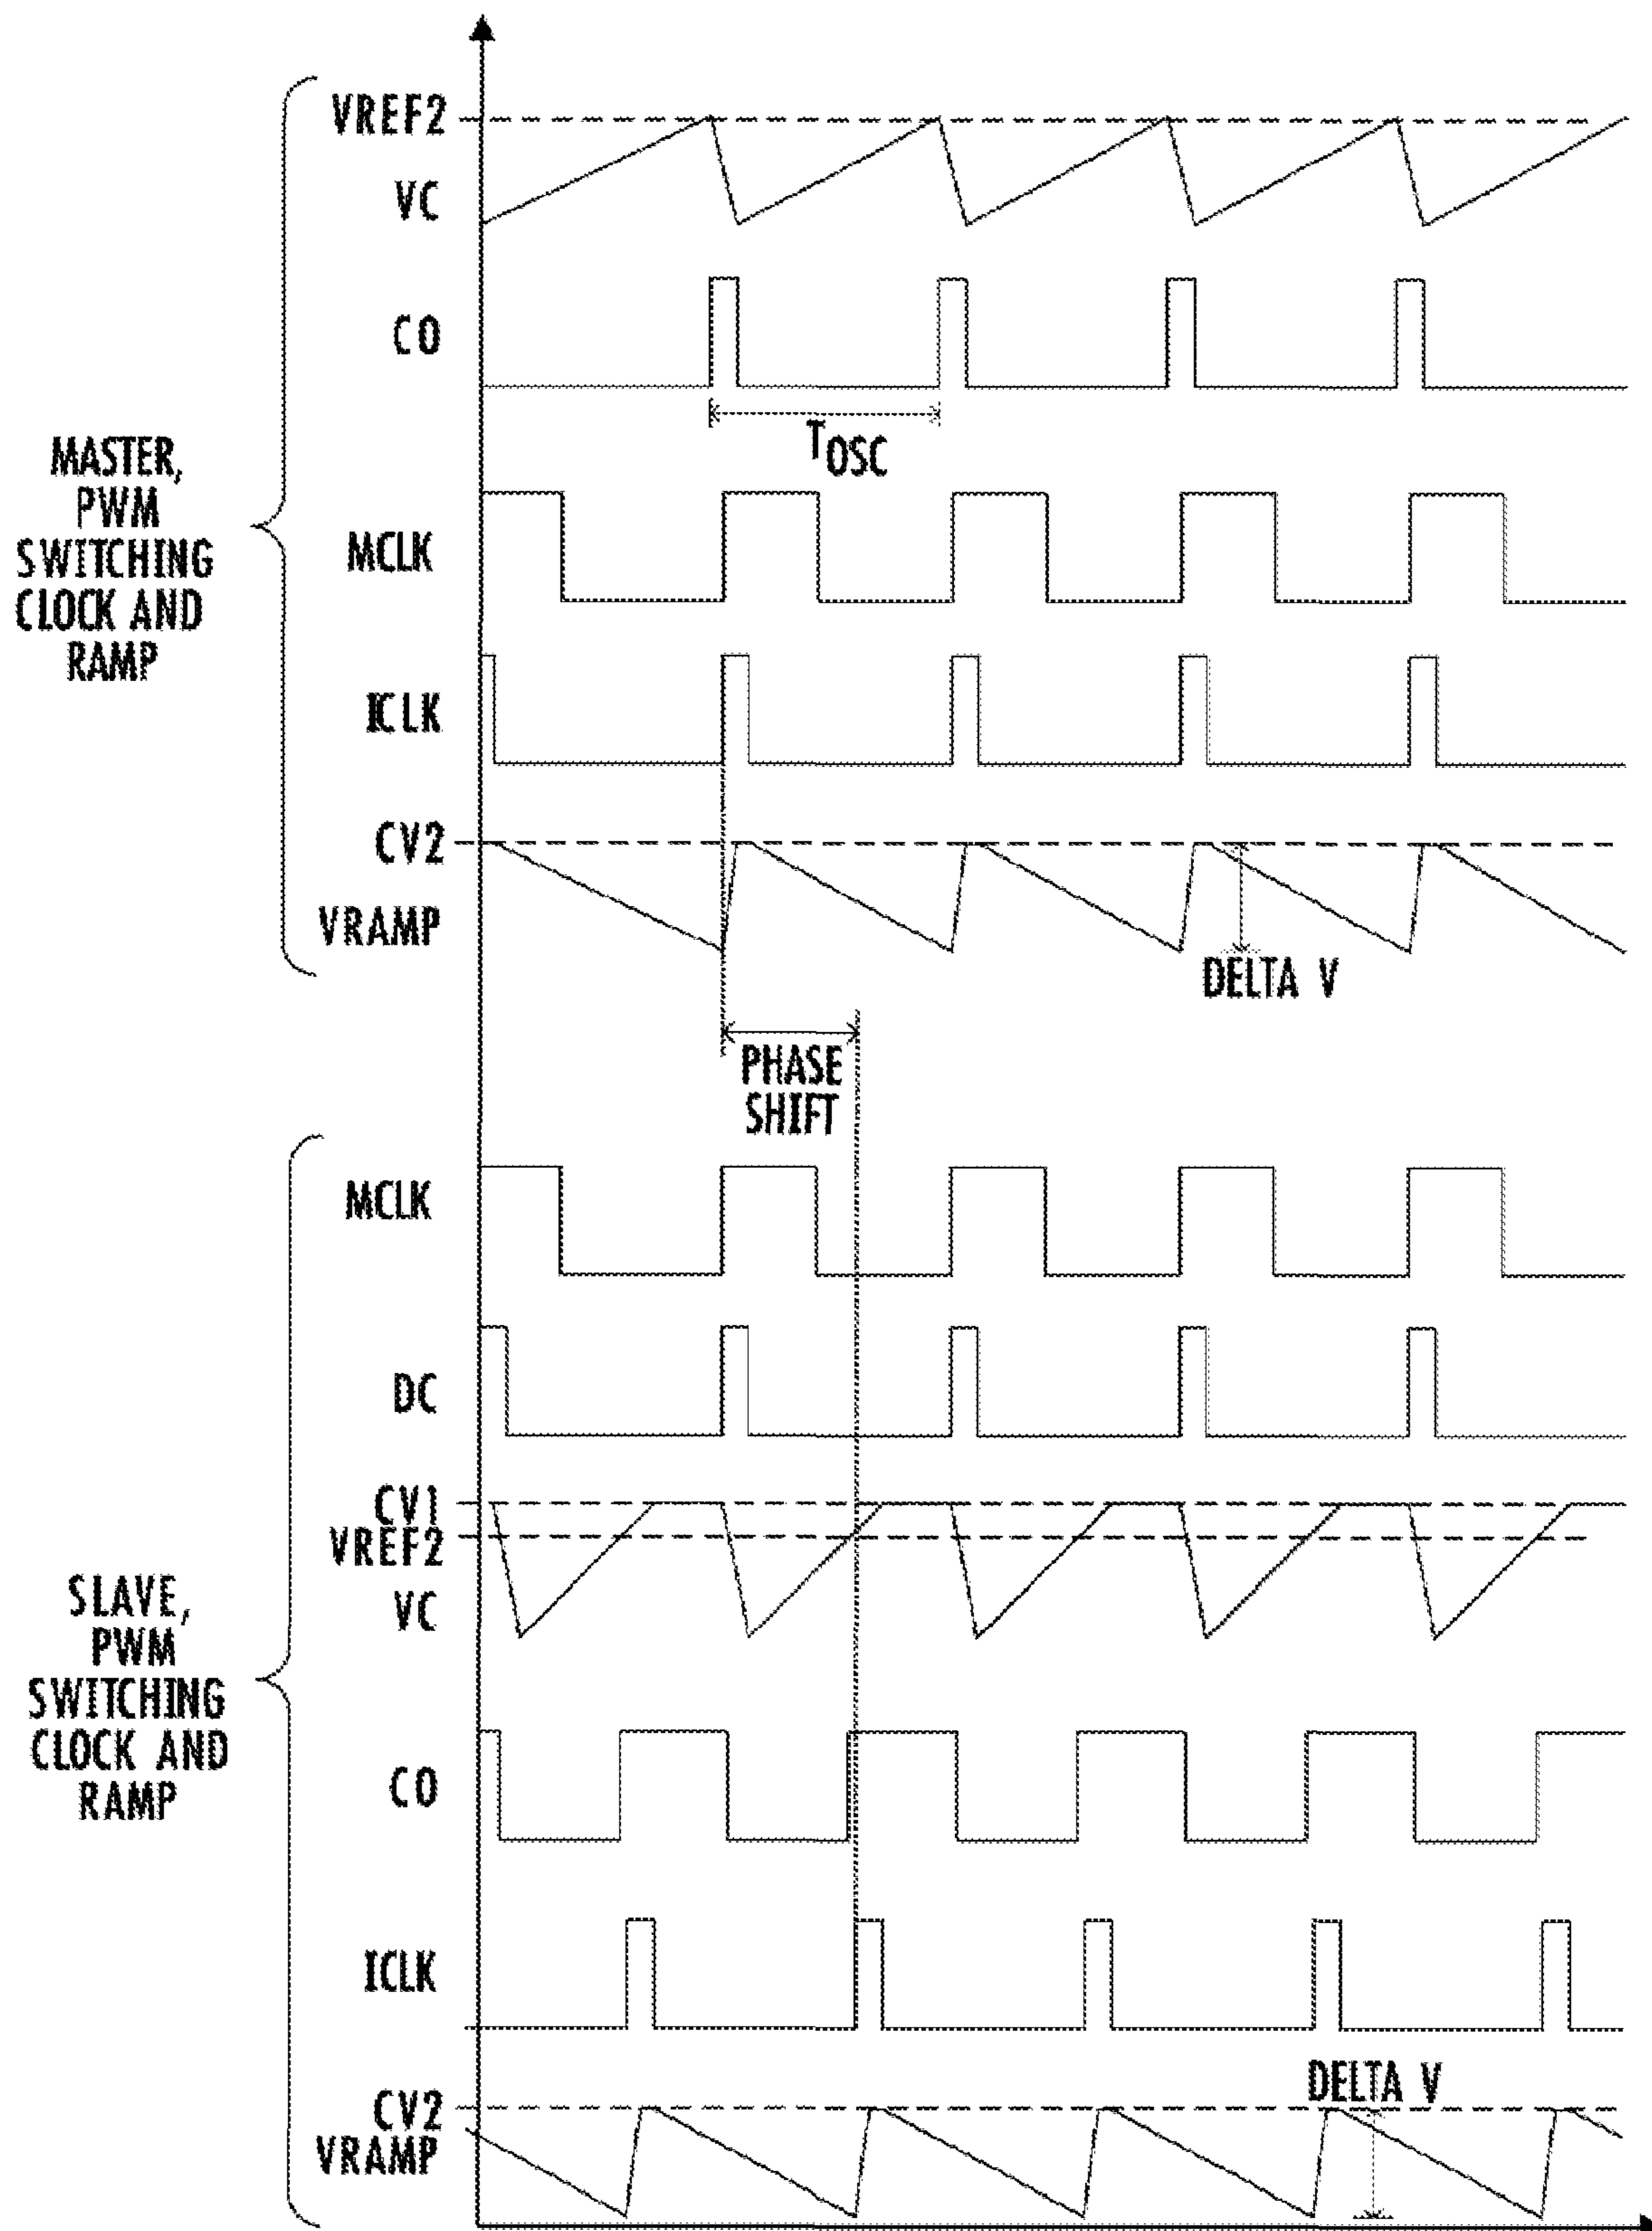 VREF2
VC
CO
TOSC
MASTER,
PWM
SWITCHING
CLOCK AND
RAMP
MCLK
ICLK
CV2
VRAMP
DELTA V
PHASE
SHIFT
MCLK
DC
CV1
VREF2
VC
SLAVE,
PWM
SWITCHING
CLOCK AND
RAMP
CO
ICLK
DELTA V
CV2
VRAMP